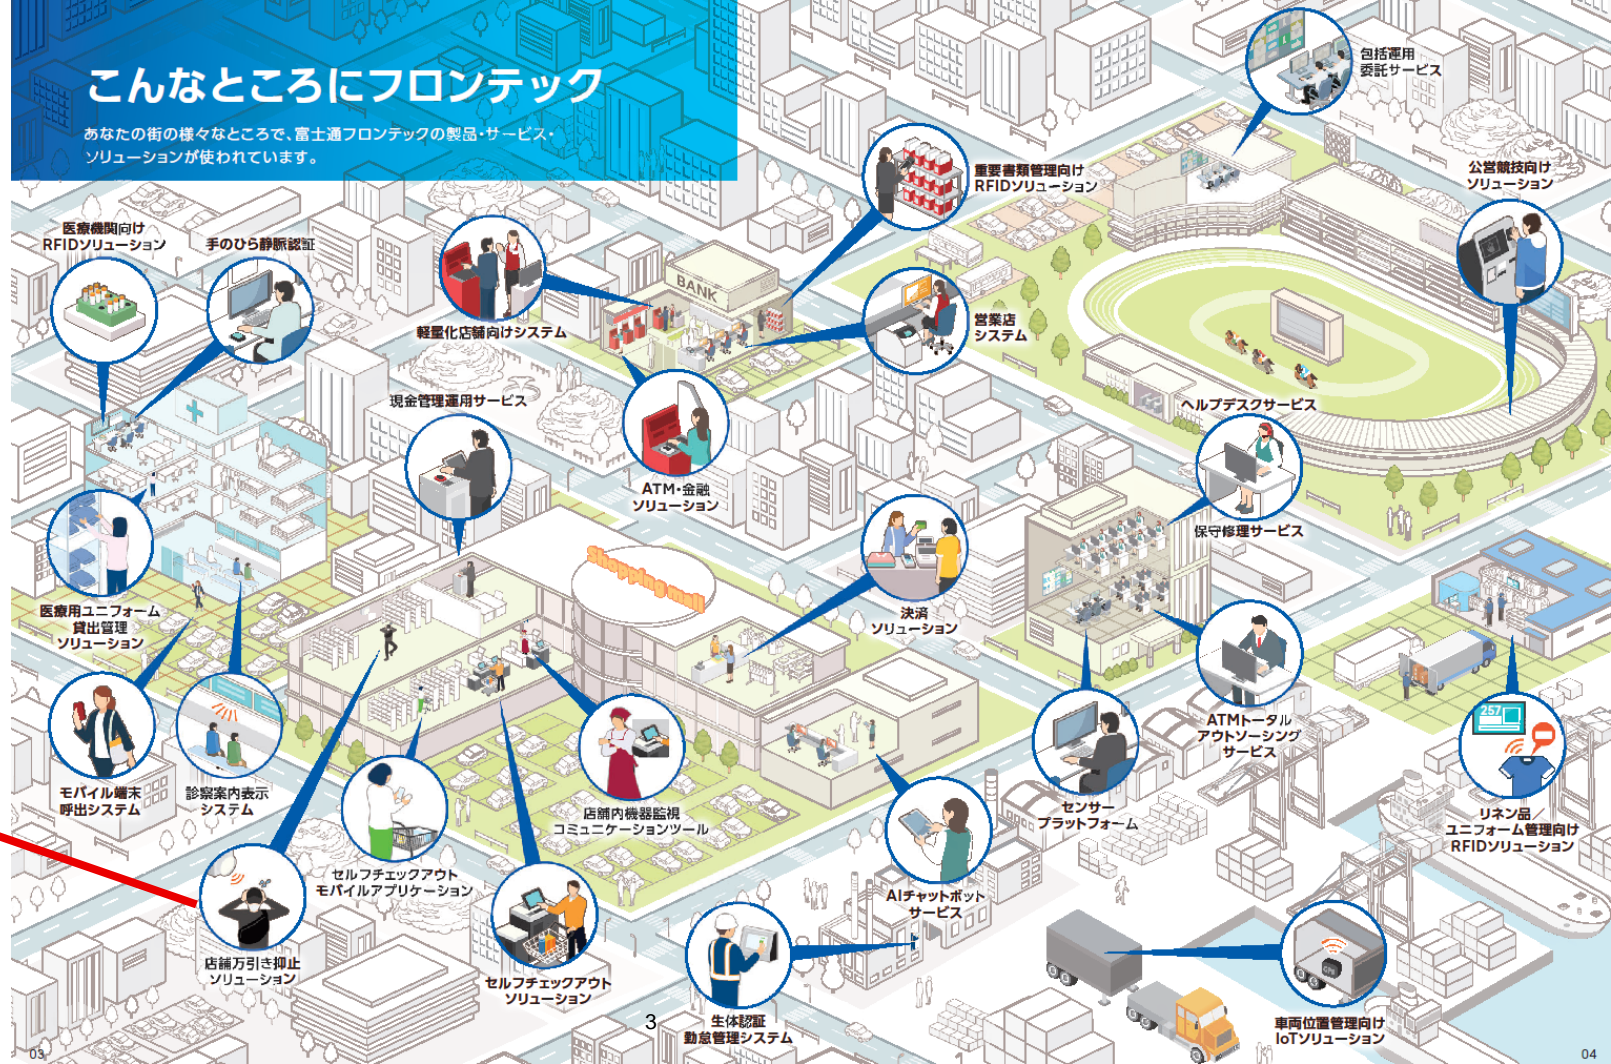 こんなところにフロンテック
あなたの街の様々なところで、富士通フロンテックの製品・サービス・
ソリューションが使われています。
包括運用
委託サービス
重要書類管理向け
RFIDソリューション
公営競技向け
ソリューション
医療機関向け
RFIDソリューション
手のひら静脈認証
軽量化店舗向けシステム
BANK
営業店
システム
現金管理運用サービス
ATM・金融
ソリューション
ヘルプデスクサービス
保守修理サービス
医療用ユニフォーム
貸出管理
ソリューション
Shopping mall
決済
ソリューション
モバイル端末
呼出システム
診察案内表示
システム
店舗内機器監視
コミュニケーションツール
センサー
プラットフォーム
ATMトータル
アウトソーシング
サービス
257
リネン品／
ユニフォーム管理向け
RFIDソリューション
セルフチェックアウト
モバイルアプリケーション
AIチャットボット
サービス
店舗万引き抑止
ソリューション
セルフチェックアウト
ソリューション
生体認証
勤怠管理システム
GPS
車両位置管理向け
IoTソリューション
03
3
04